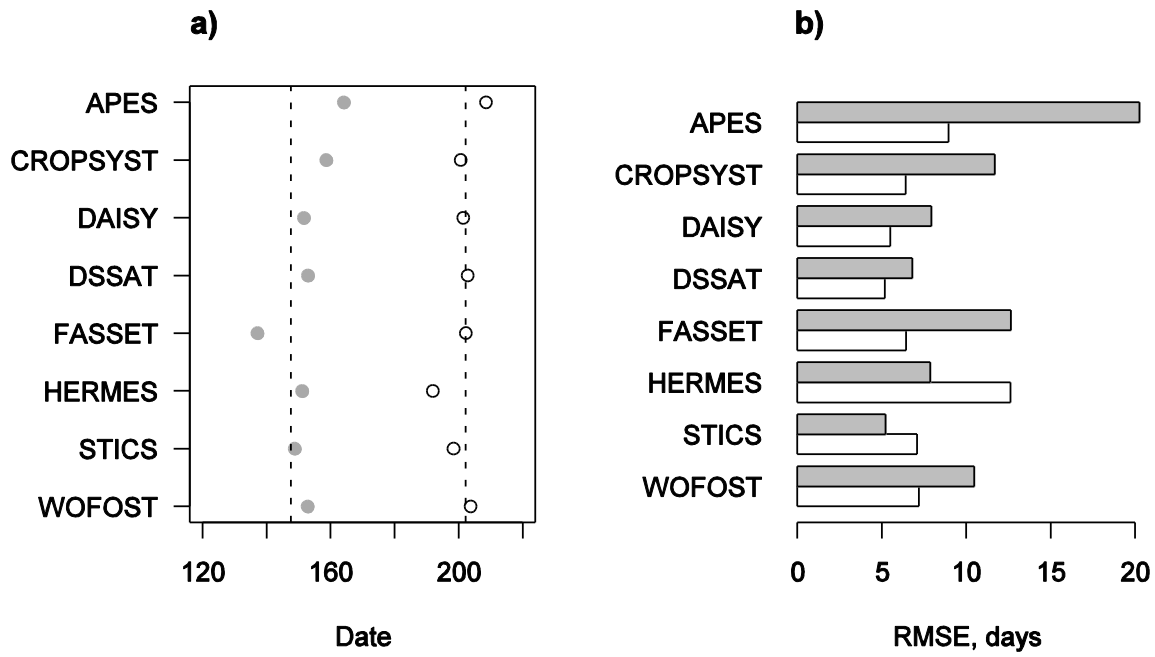 a)
APES
CROPSYST
DAISY
DSSAT
FASSET
HERMES
STICS
WOFOST
120 160 200
Date
b)
APES
CROPSYST
DAISY
DSSAT
FASSET
HERMES
STICS
WOFOST
0 5 10 15 20
RMSE, days